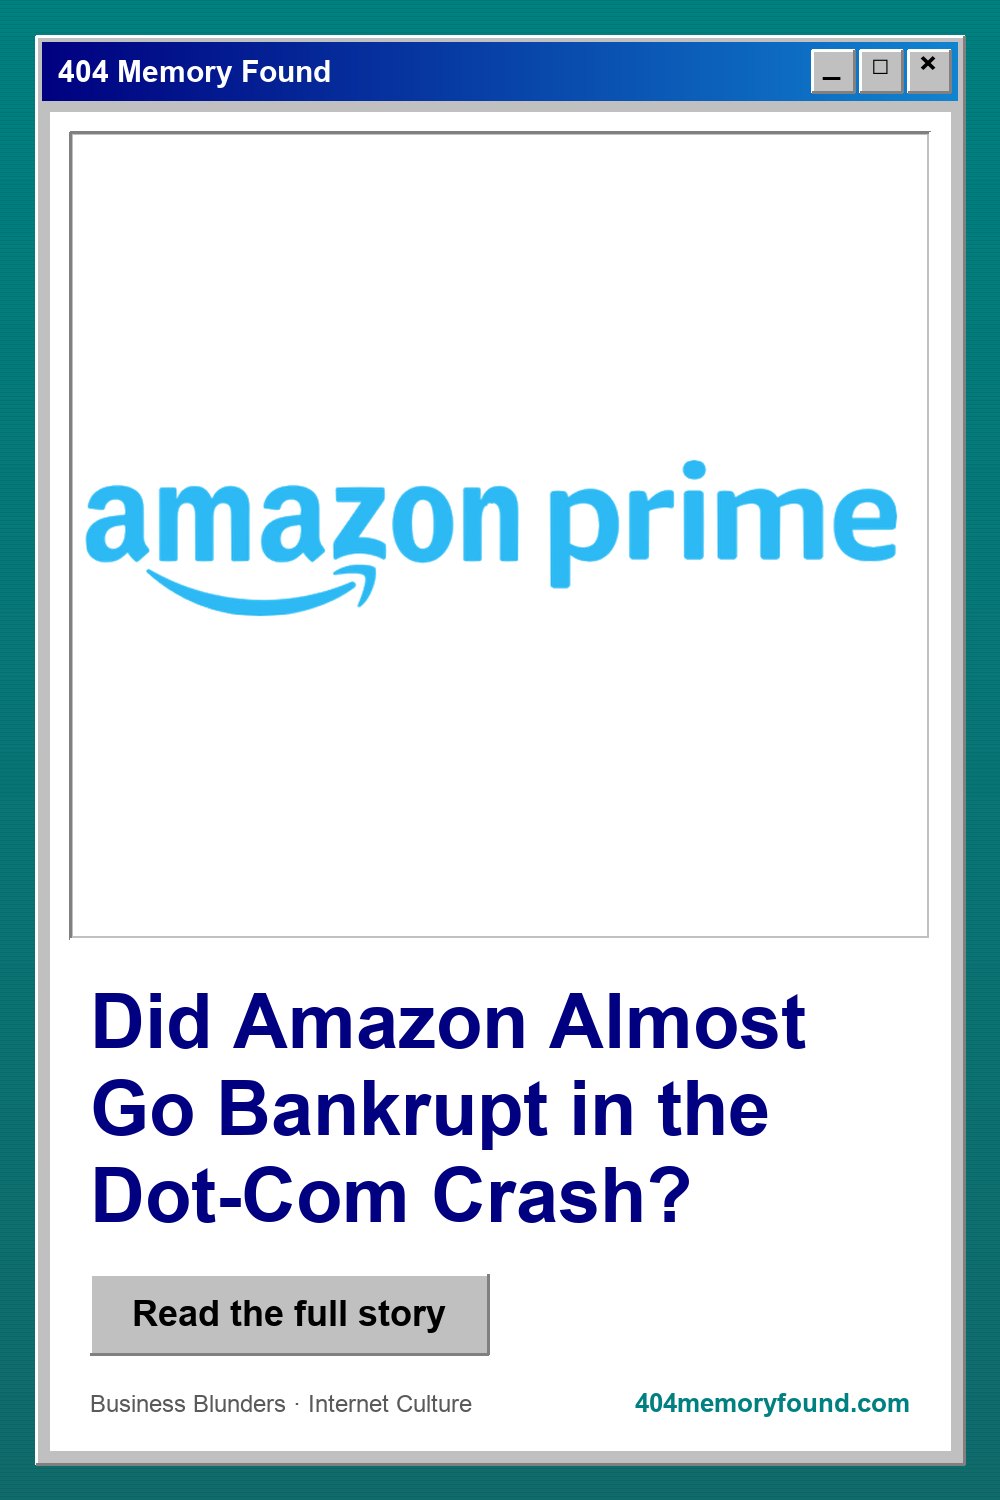 404 Memory Found
amazon prime
Did Amazon Almost
Go Bankrupt in the
Dot-Com Crash?
Read the full story
Business Blunders · Internet Culture
404memoryfound.com